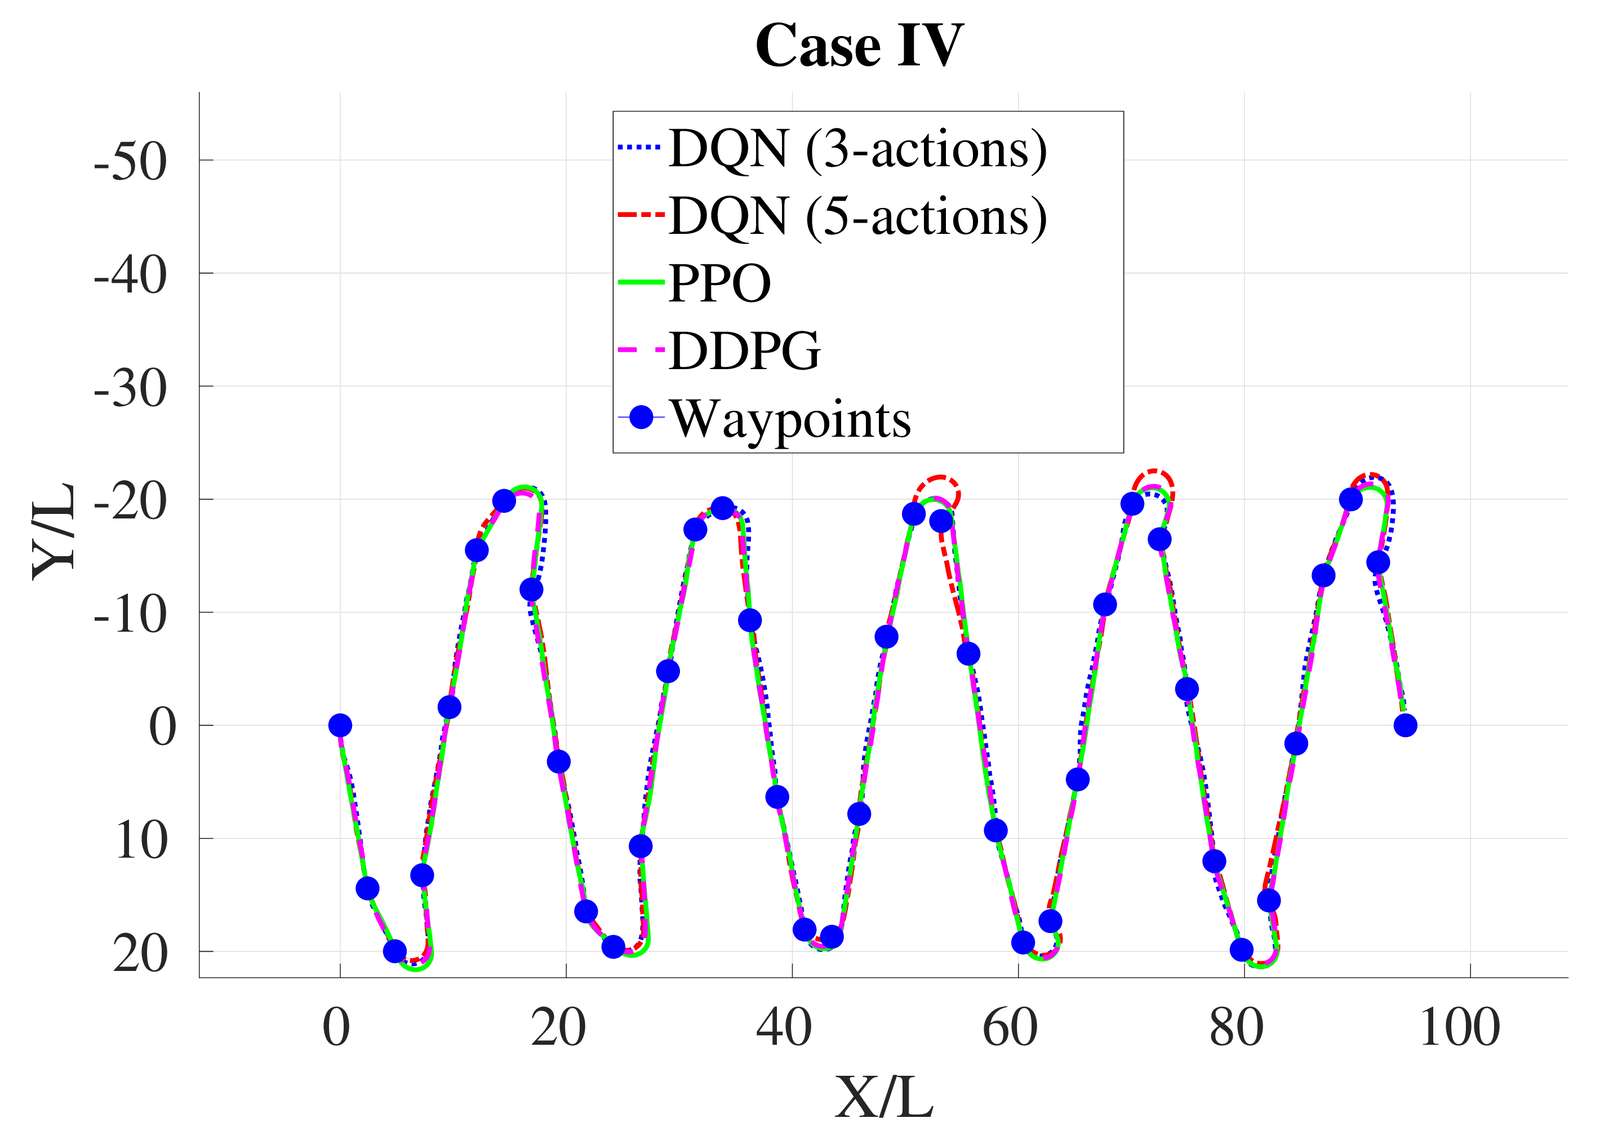 Case IV
DQN (3-actions)
DQN (5-actions)
PPO
DDPG
Waypoints
-50
-40
-30
-20
-10
0
10
20
Y/L
0
20
40
60
80
100
X/L